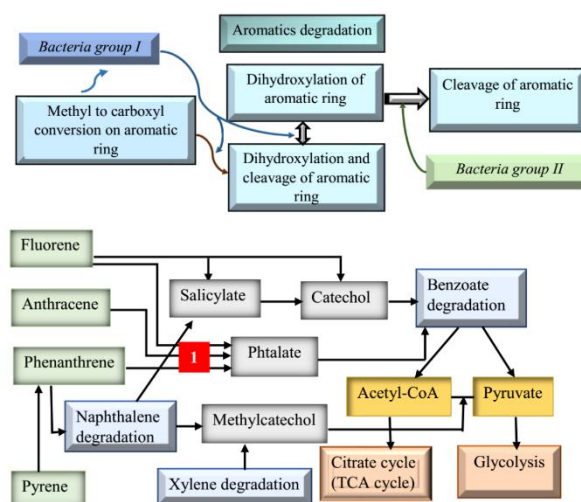 Aromatics degradation
Bacteria group I
Dihydroxylation of
aromatic ring
Cleavage of aromatic
ring
Methyl to carboxyl
conversion on aromatic
ring
Dihydroxylation and
cleavage of aromatic
ring
Bacteria group II
Fluorene
Salicylate
Catechol
Benzoate
degradation
Anthracene
1
Phtalate
Phenanthrene
Acetyl-CoA
Pyruvate
Naphthalene
degradation
Methylcatechol
Pyrene
Xylene degradation
Citrate cycle
(TCA cycle)
Glycolysis